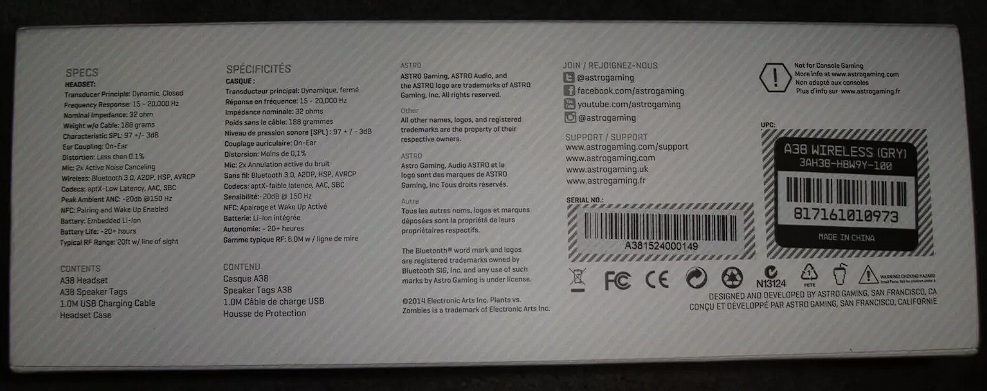 SPECS
HEADSET:
Transducer Principal: Dynamic, Closed
Frequency Response: 15 - 20,000 Hz
Nominal Impedance: 32 ohm
Weight w/o Cable: 188 grams
Characteristic SPL: 97 +/- 3dB
Ear Coupling: On-Ear
Distortion: Less than 0.1%
Mic: 2x Active Noise Canceling
Wireless: Bluetooth 3.0, A2DP, HSP, AVRCP
Codecs: aptX-Low Latency, AAC, SBC
Peak Ambient ANC: -20dB @150 Hz
NFC: Pairing and Wake Up Enabled
Battery: Embedded Li-ion
Battery Life: ~20+ hours
Typical RF Range: 20ft w/ line of sight
CONTENTS
A38 Headset
A38 Speaker Tags
1.0M USB Charging Cable
Headset Case
SPÉCIFICITÉS
CASQUE :
Transducteur principal: Dynamique, fermé
Réponse en fréquence: 15 - 20,000 Hz
Impédance nominale: 32 ohms
Poids sans le câble: 188 grammes
Niveau de pression sonore [SPL] : 97 + / - 3dB
Couplage auriculaire: On-Ear
Distorsion: Moins de 0,1%
Mic: 2x Annulation active du bruit
Sans fil: Bluetooth 3.0, A2DP, HSP, AVRCP
Codecs: aptX-faible latence, AAC, SBC
Sensibilité: -20dB @ 150 Hz
NFC: Apairage et Wake Up Activé
Batterie: Li-Ion intégrée
Autonomie: ~ 20+ heures
Gamme typique RF: 6.0M w / ligne de mire
CONTENU
Casque A38
Speaker Tags A38
1.0M Câble de charge USB
Housse de Protection
ASTRO
ASTRO Gaming, ASTRO Audio, and
the ASTRO logo are trademarks of ASTRO
Gaming, Inc. All rights reserved.
Other
All other names, logos, and registered
trademarks are the property of their
respective owners.
ASTRO
Astro Gaming, Audio ASTRO at le
logo sont des marques de ASTRO
Gaming, Inc Tous droits réservés.
Autre
Tous les autres noms, logos et marques
déposées sont la propriété de leurs
propriétaires respectifs.
The Bluetooth® word mark and logos
are registered trademarks owned by
Bluetooth SIG, Inc. and any use of such
marks by Astro Gaming is under license.
©2014 Electronic Arts Inc. Plants vs.
Zombies is a trademark of Electronic Arts Inc.
JOIN / REJOIGNEZ-NOUS
@astrogaming
facebook.com/astrogaming
youtube.com/astrogaming
@astrogaming
SUPPORT / SUPPORT
www.astrogaming.com/support
www.astrogaming.com
www.astrogaming.uk
www.astrogaming.fr
SERIAL NO.:
A381524000149
Not for Console Gaming
More info at www.astrogaming.com
Non adapté aux consoles
Plus d'info sur www.astrogaming.fr
UPC:
A38 WIRELESS (GRY)
3AH38-HBW9Y-100
817161010973
MADE IN CHINA
FC CE N13124 1 PETE WARNING: CHOKING HAZARD
DESIGNED AND DEVELOPED BY ASTRO GAMING, SAN FRANCISCO, CA
CONÇU ET DÉVELOPPÉ PAR ASTRO GAMING, SAN FRANCISCO, CALIFORNIE